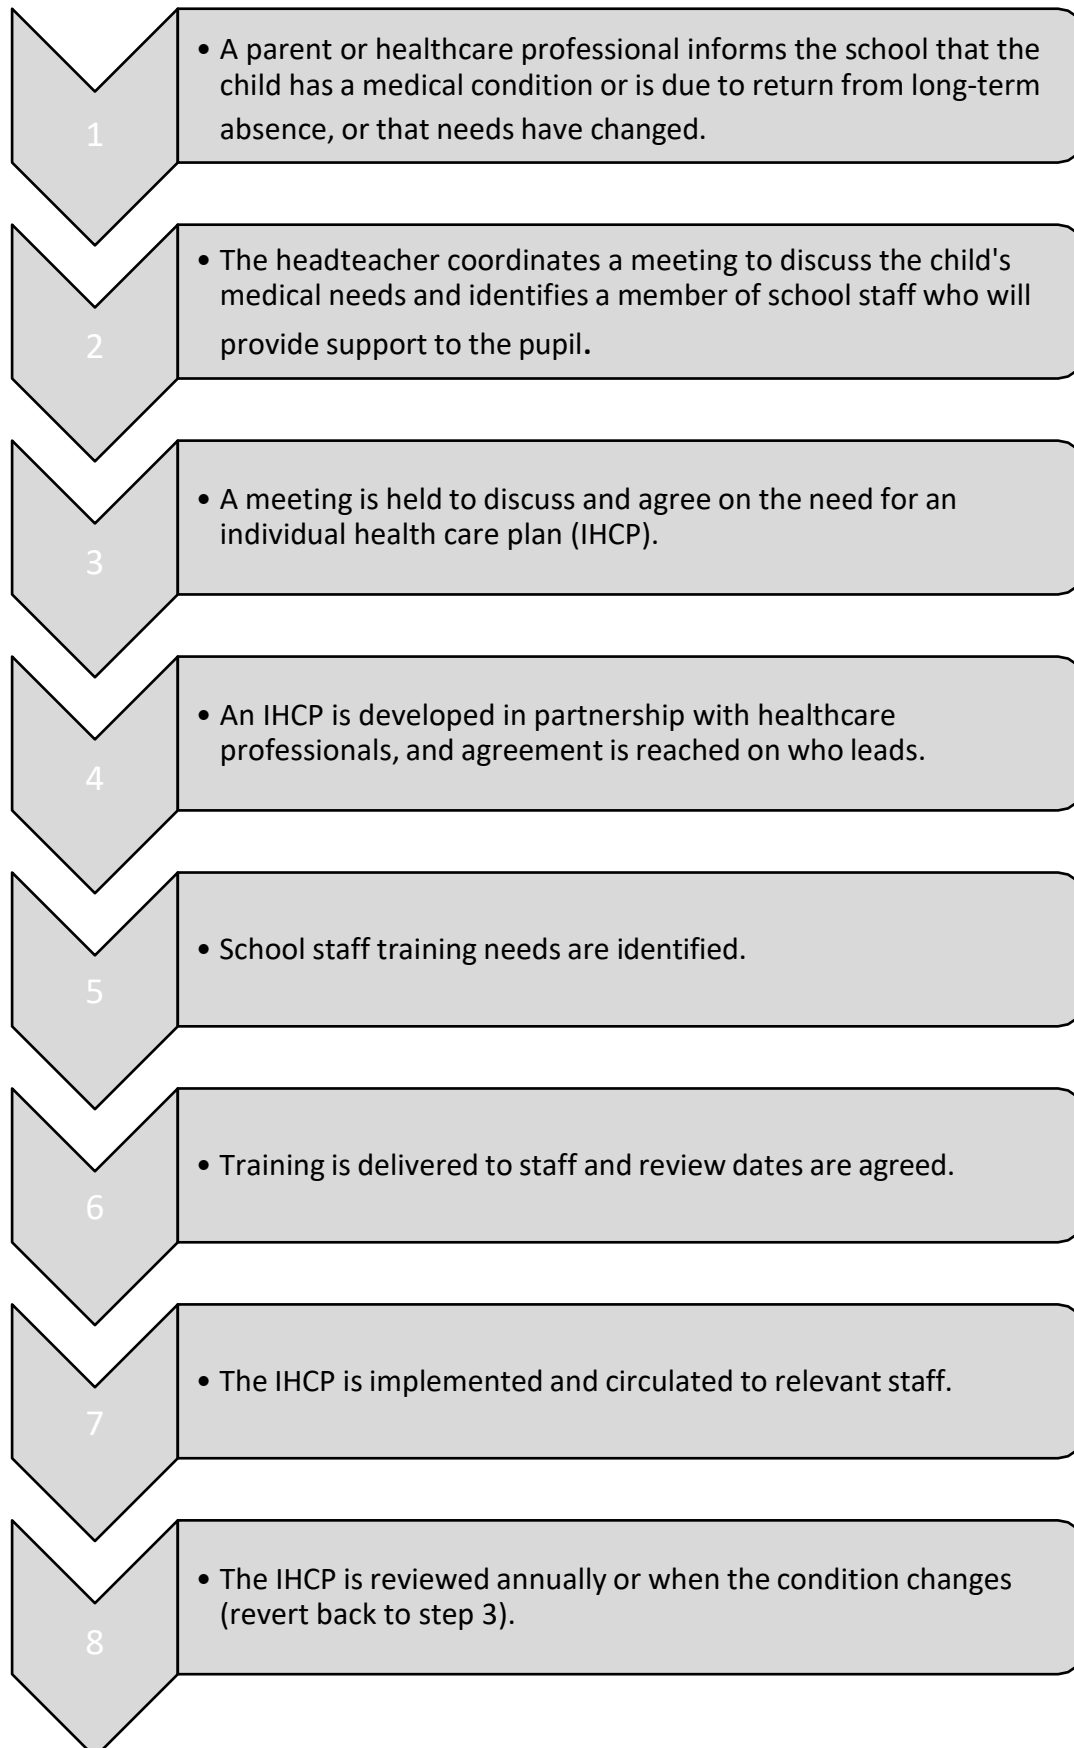 1
• A parent or healthcare professional informs the school that the
child has a medical condition or is due to return from long-term
absence, or that needs have changed.
2
• The headteacher coordinates a meeting to discuss the child's
medical needs and identifies a member of school staff who will
provide support to the pupil.
3
• A meeting is held to discuss and agree on the need for an
individual health care plan (IHCP).
4
• An IHCP is developed in partnership with healthcare
professionals, and agreement is reached on who leads.
5
• School staff training needs are identified.
6
• Training is delivered to staff and review dates are agreed.
7
• The IHCP is implemented and circulated to relevant staff.
8
• The IHCP is reviewed annually or when the condition changes
(revert back to step 3).